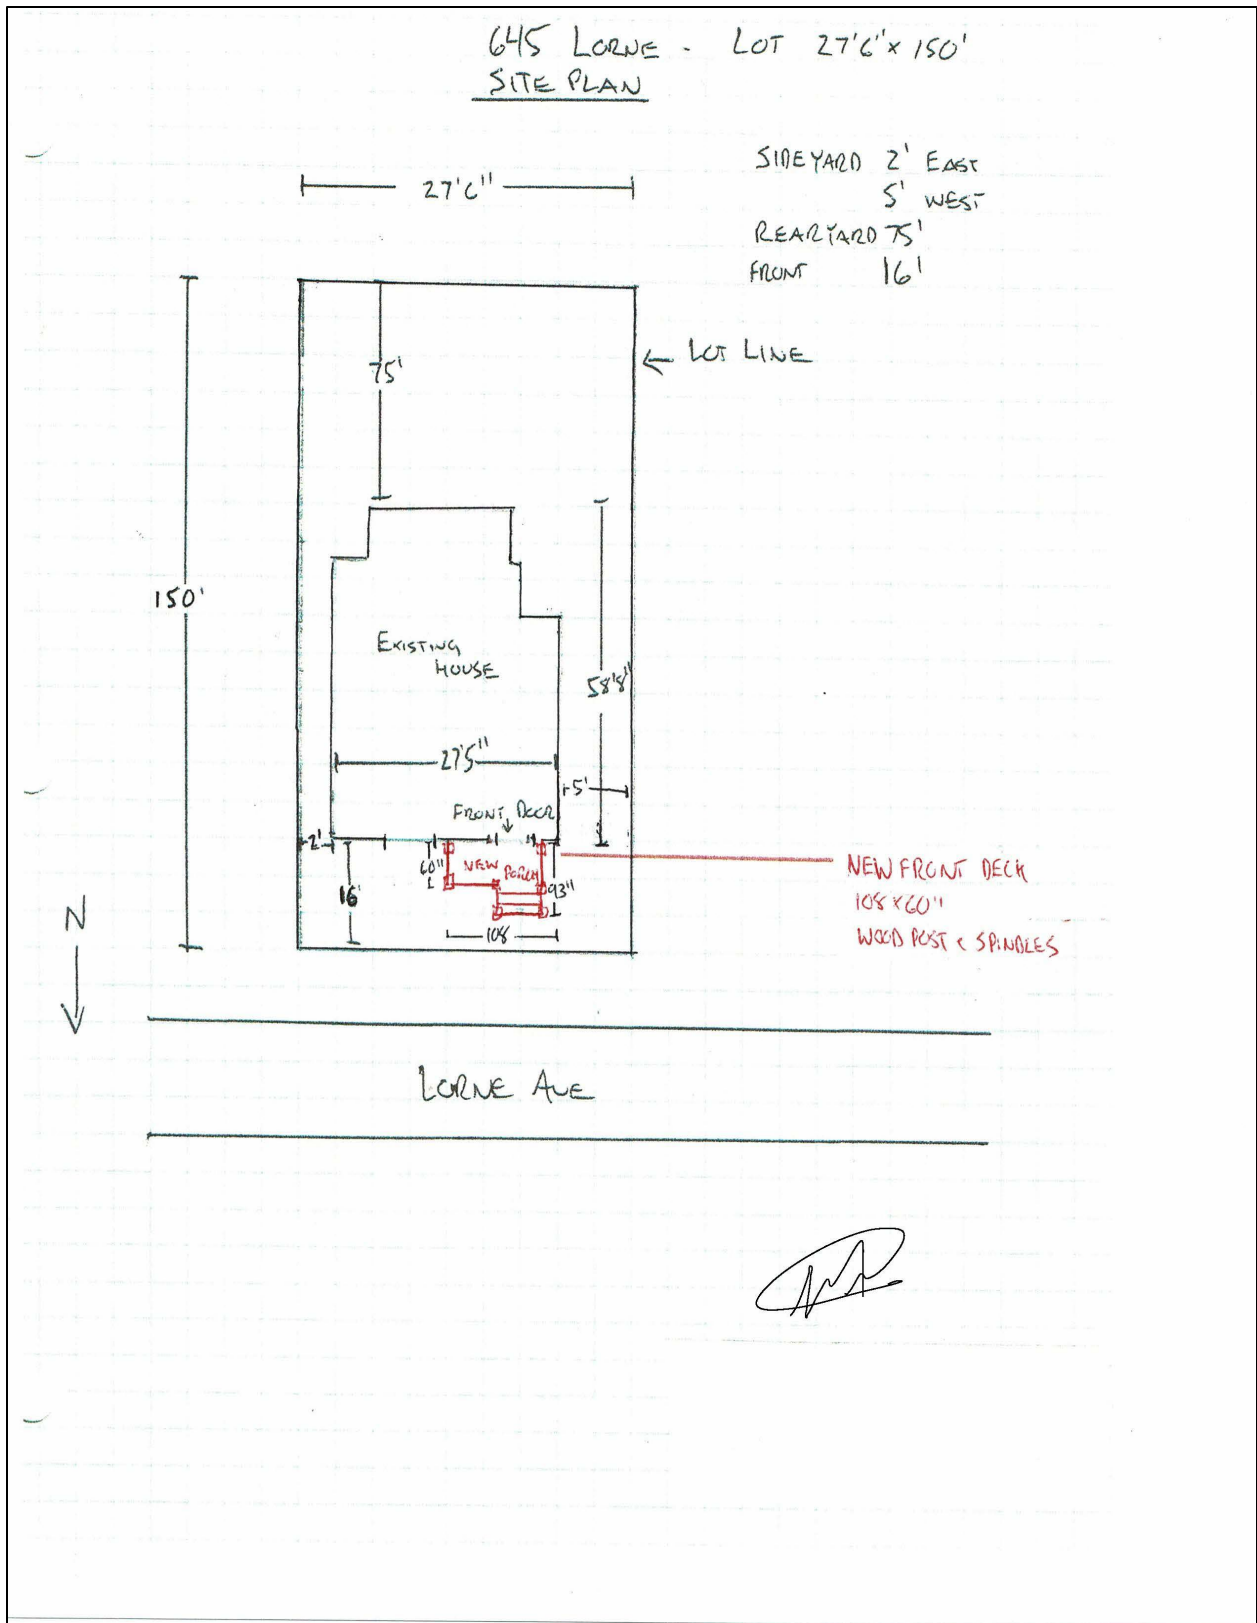 645 LORNE - LOT 27'6" x 150'
SITE PLAN
SIDEYARD 2' EAST
5' WEST
REARYARD 75'
FRONT 16'
27'6"
← LOT LINE
75'
150'
EXISTING
HOUSE
58'8"
27'5"
5'
FRONT DOOR
2'
60"
NEW PORCH
93"
16'
108
NEW FRONT DECK
108 x 60"
WOOD POST & SPINDLES
N
LORNE AVE